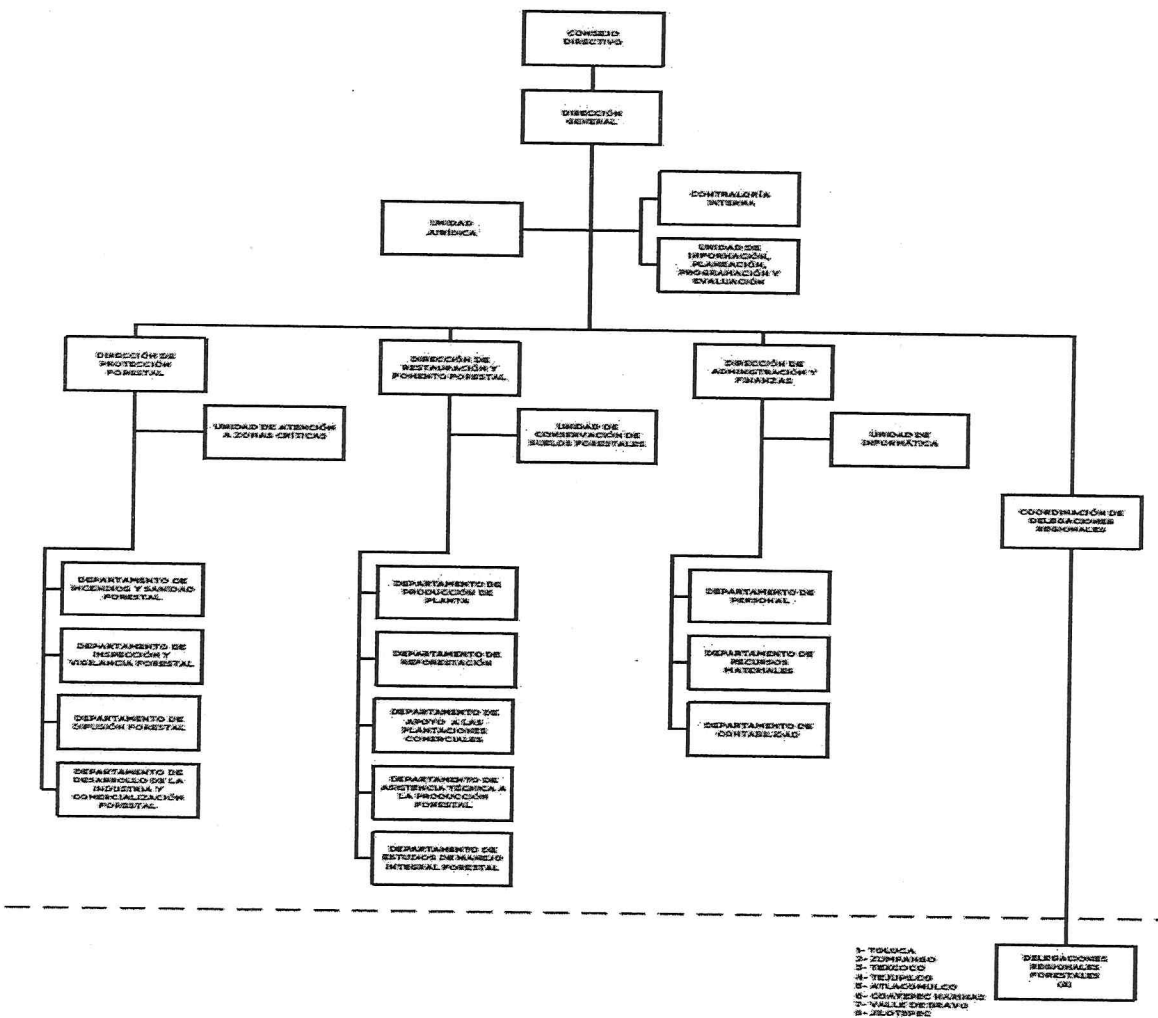 CONSEJO
DIRECTIVO
DIRECCIÓN
GENERAL
UNIDAD
JURÍDICA
CONTRALORÍA
INTERNA
UNIDAD DE
INFORMACIÓN,
PLANEACIÓN,
PROGRAMACIÓN Y
EVALUACIÓN
DIRECCIÓN DE
PROTECCIÓN
FORESTAL
DIRECCIÓN DE
RESTAURACIÓN Y
FOMENTO FORESTAL
DIRECCIÓN DE
ADMINISTRACIÓN Y
FINANZAS
UNIDAD DE ATENCIÓN
A ZONAS CRÍTICAS
UNIDAD DE
CONSERVACIÓN DE
SUELOS FORESTALES
UNIDAD DE
INFORMÁTICA
COORDINACIÓN DE
DELEGACIONES
REGIONALES
DEPARTAMENTO DE
INCENDIOS Y SANIDAD
FORESTAL
DEPARTAMENTO DE
INSPECCIÓN Y
VIGILANCIA FORESTAL
DEPARTAMENTO DE
DIFUSIÓN FORESTAL
DEPARTAMENTO DE
DESARROLLO DE LA
INDUSTRIA Y
COMERCIALIZACIÓN
FORESTAL
DEPARTAMENTO DE
PRODUCCIÓN DE
PLANTA
DEPARTAMENTO DE
REFORESTACIÓN
DEPARTAMENTO DE
APOYO A LAS
PLANTACIONES
COMERCIALES
DEPARTAMENTO DE
ASISTENCIA TÉCNICA A
LA PRODUCCIÓN
FORESTAL
DEPARTAMENTO DE
ESTUDIOS DE MANEJO
INTEGRAL FORESTAL
DEPARTAMENTO DE
PERSONAL
DEPARTAMENTO DE
RECURSOS
MATERIALES
DEPARTAMENTO DE
CONTABILIDAD
1- TOLUCA
2- ZUMPANGO
3- TEXCOCO
4- TEJUPILCO
5- ATLACOMULCO
6- COATEPEC HARINAS
7- VALLE DE BRAVO
8- JILOTEPEC
DELEGACIONES
REGIONALES
FORESTALES
(8)